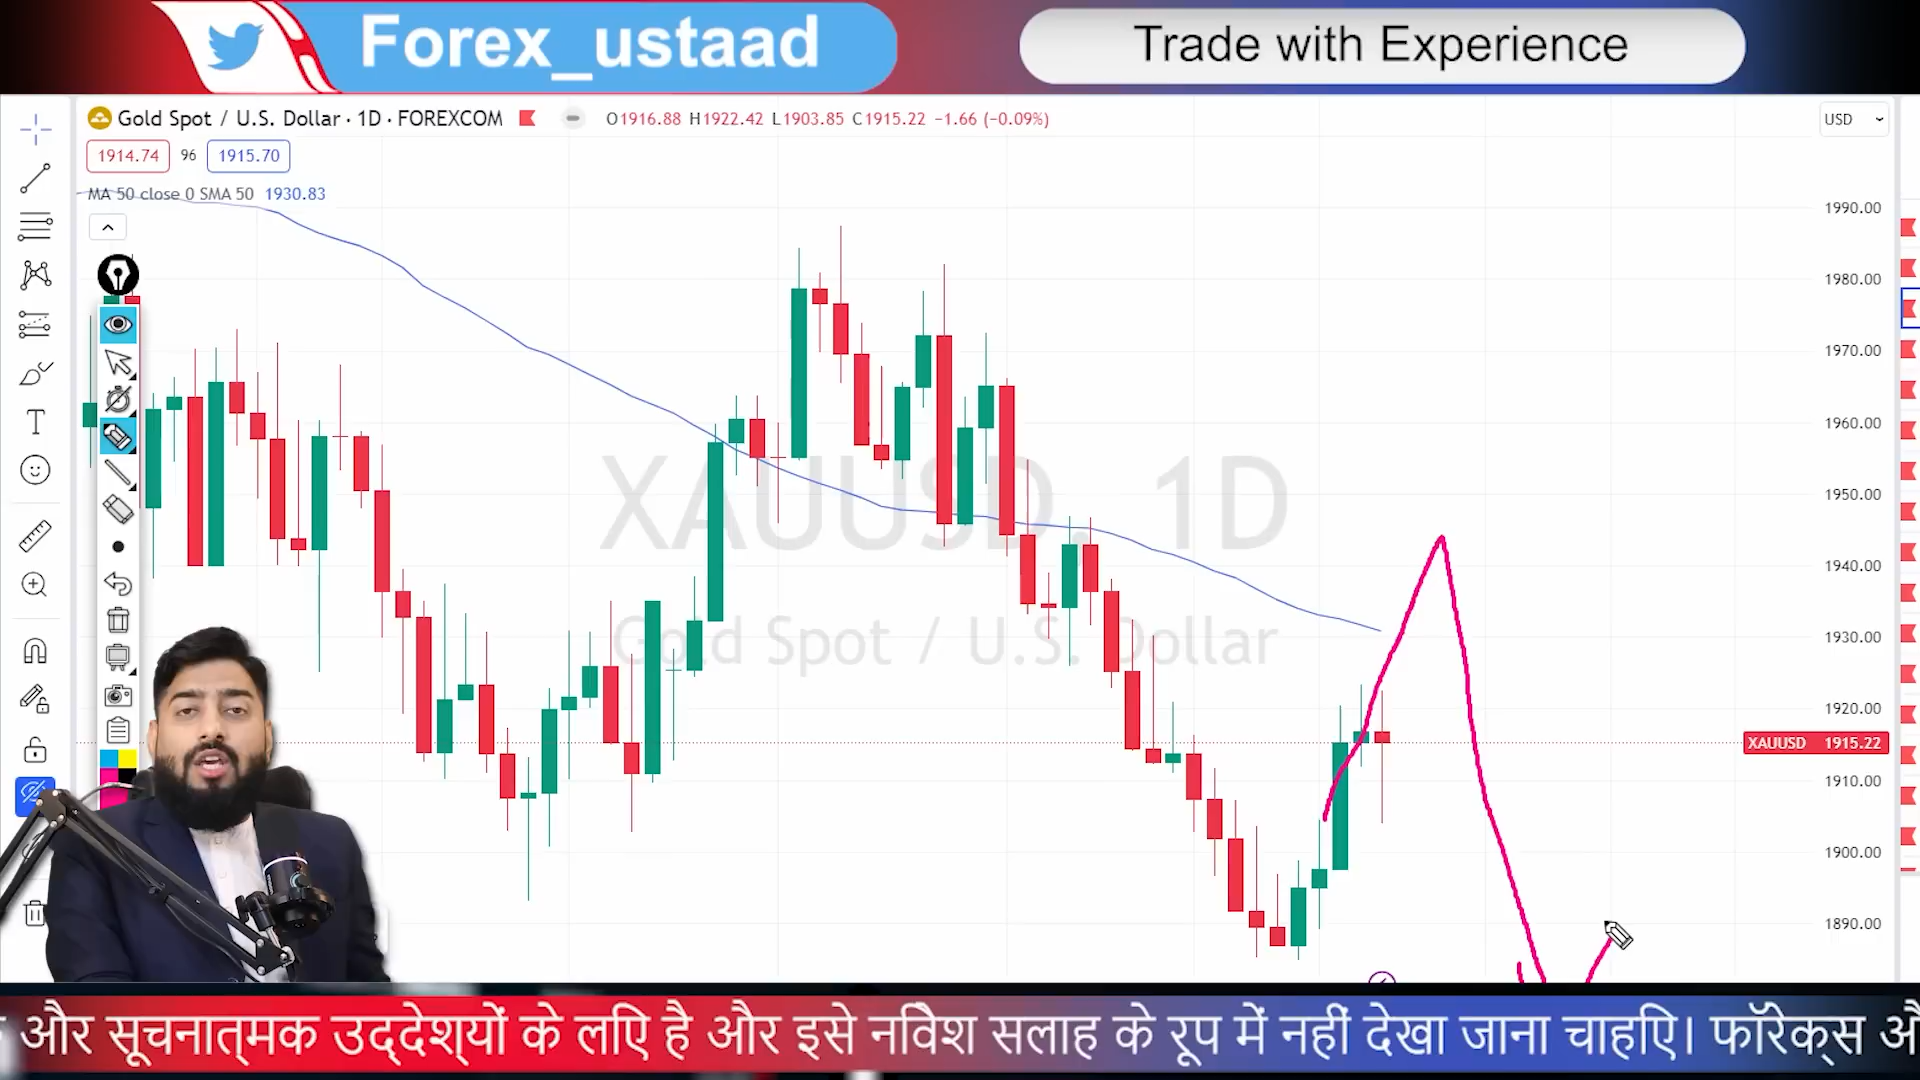 Forex_ustaad
Trade with Experience
Gold Spot / U.S. Dollar · 1D · FOREXCOM
O1916.88 H1922.42 L1903.85 C1915.22 −1.66 (−0.09%)
USD
1914.74 96 1915.70
MA 50 close 0 SMA 50 1930.83
1990.00
1980.00
1970.00
1960.00
1950.00
1940.00
1930.00
1920.00
XAUUSD 1915.22
1910.00
1900.00
1890.00
XAUUSD, 1D
Gold Spot / U.S. Dollar
और सूचनात्मक उद्देश्यों के लिए है और इसे निवेश सलाह के रूप में नहीं देखा जाना चाहिए। फॉरेक्स